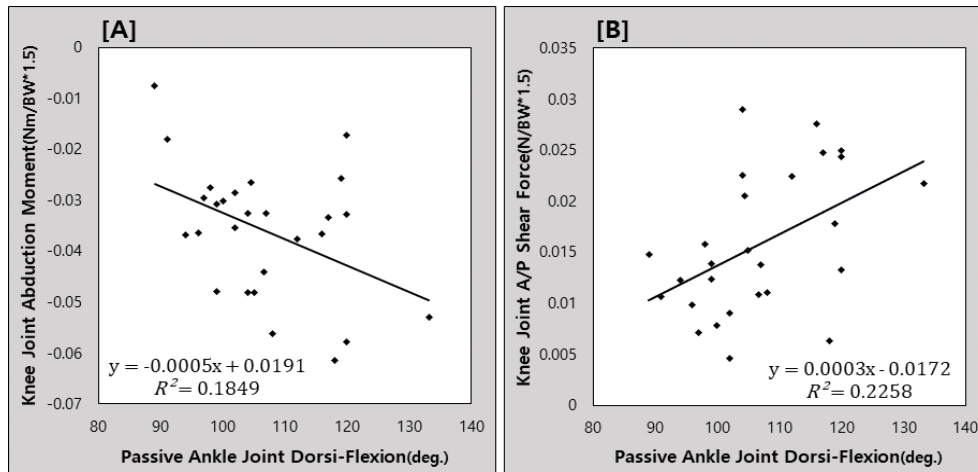 [A]
Knee Joint Abduction Moment(Nm/BW*1.5)
0
-0.01
-0.02
-0.03
-0.04
-0.05
-0.06
-0.07
y = -0.0005x + 0.0191
R² = 0.1849
80 90 100 110 120 130 140
Passive Ankle Joint Dorsi-Flexion(deg.)
[B]
Knee Joint A/P Shear Force(N/BW*1.5)
0.035
0.03
0.025
0.02
0.015
0.01
0.005
0
y = 0.0003x - 0.0172
R² = 0.2258
80 90 100 110 120 130 140
Passive Ankle Joint Dorsi-Flexion(deg.)